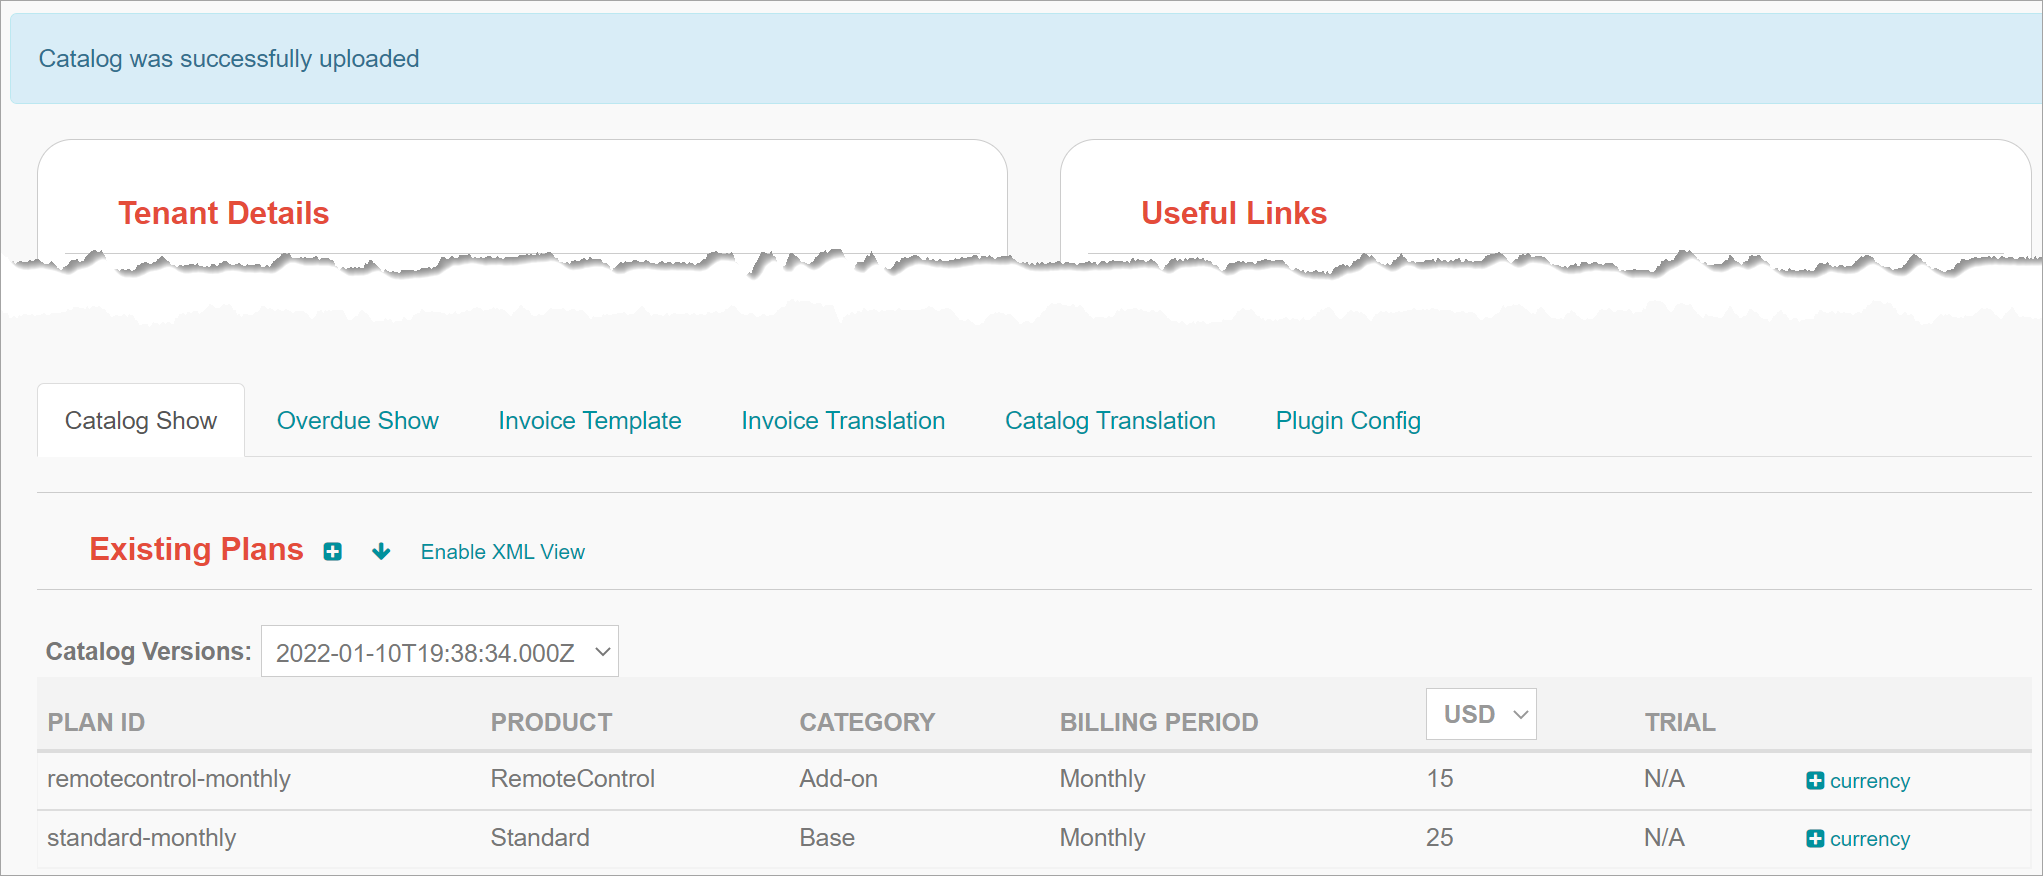 Catalog was successfully uploaded
Tenant Details
Useful Links
Catalog Show Overdue Show Invoice Template Invoice Translation Catalog Translation Plugin Config
Existing Plans Enable XML View
Catalog Versions: 2022-01-10T19:38:34.000Z
PLAN ID PRODUCT CATEGORY BILLING PERIOD USD TRIAL
remotecontrol-monthly RemoteControl Add-on Monthly 15 N/A currency
standard-monthly Standard Base Monthly 25 N/A currency